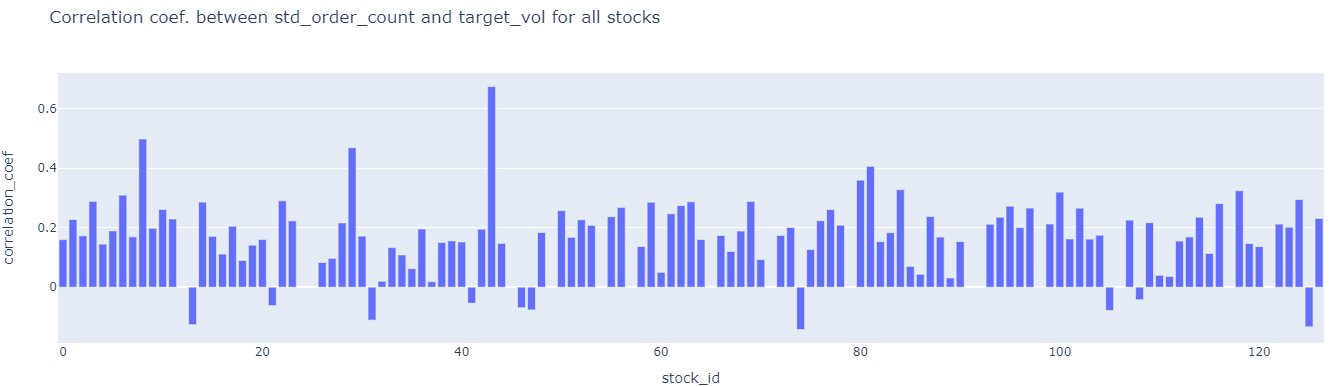 Correlation coef. between std_order_count and target_vol for all stocks
correlation_coef
0.6
0.4
0.2
0
0 20 40 60 80 100 120
stock_id